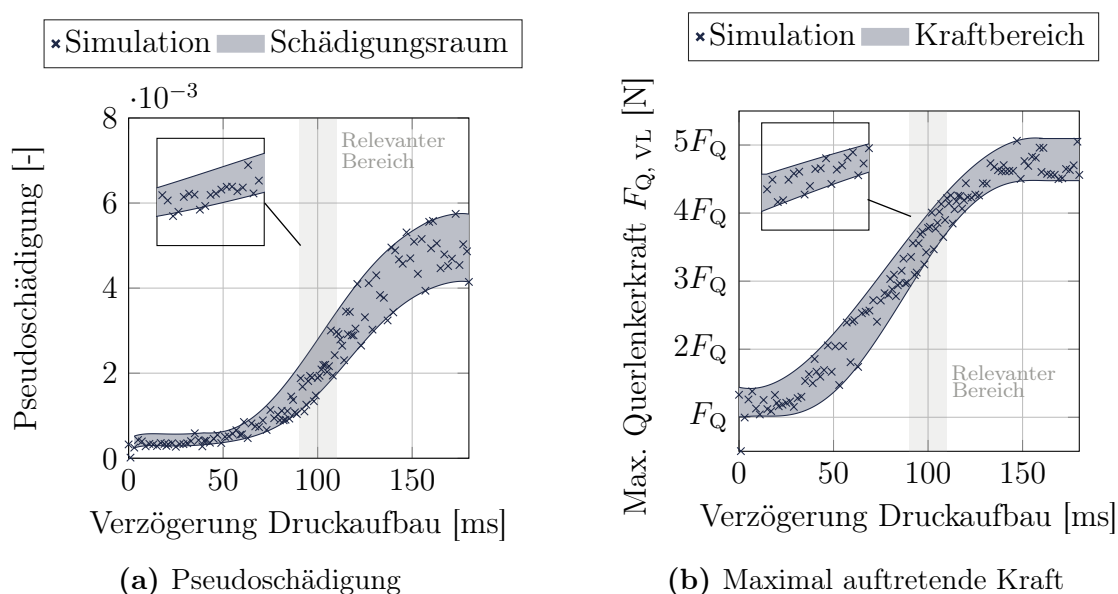 Simulation Schädigungsraum
·10⁻³
8
6
4
2
0
Pseudoschädigung [-]
Relevanter
Bereich
0 50 100 150
Verzögerung Druckaufbau [ms]
(a) Pseudoschädigung
Simulation Kraftbereich
Max. Querlenkerkraft F_Q, VL [N]
5F_Q
4F_Q
3F_Q
2F_Q
F_Q
Relevanter
Bereich
0 50 100 150
Verzögerung Druckaufbau [ms]
(b) Maximal auftretende Kraft